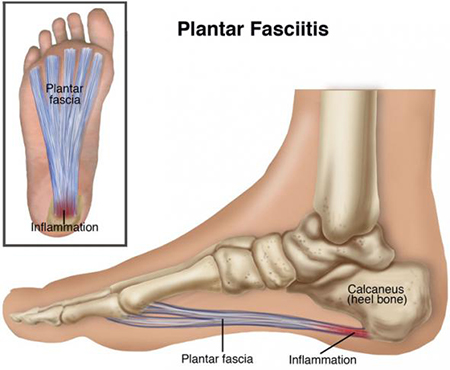 Plantar Fasciitis
Plantar
fascia
Inflammation
Calcaneus
(heel bone)
Plantar fascia
Inflammation